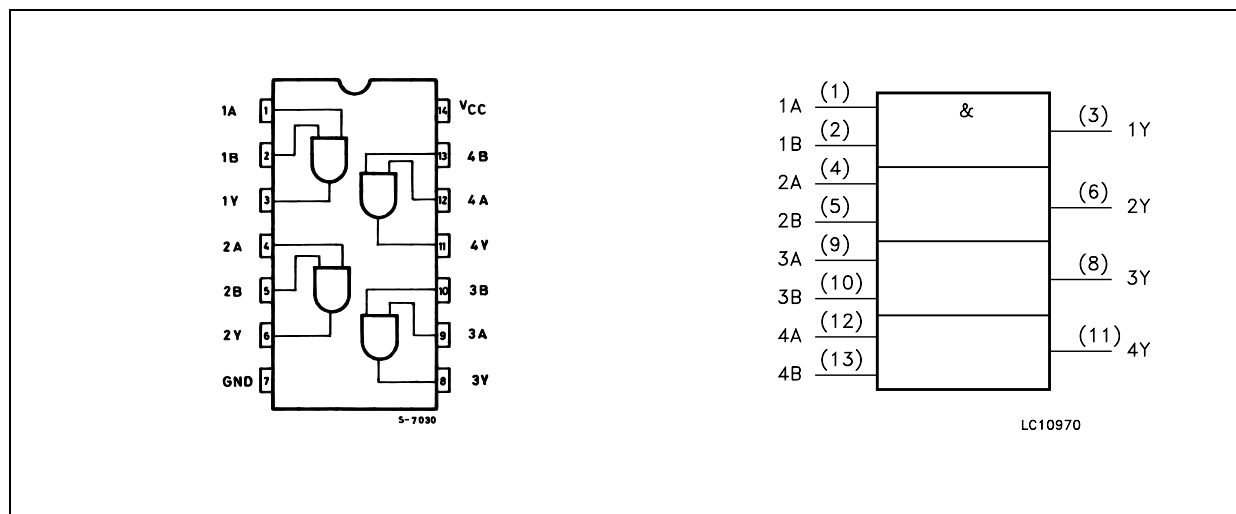 1A 1 14 VCC
1B 2 13 4B
1Y 3 12 4A
2A 4 11 4Y
2B 5 10 3B
2Y 6 9 3A
GND 7 8 3Y
S-7030
1A (1) &
1B (2) (3) 1Y
2A (4)
2B (5) (6) 2Y
3A (9)
3B (10) (8) 3Y
4A (12)
4B (13) (11) 4Y
LC10970